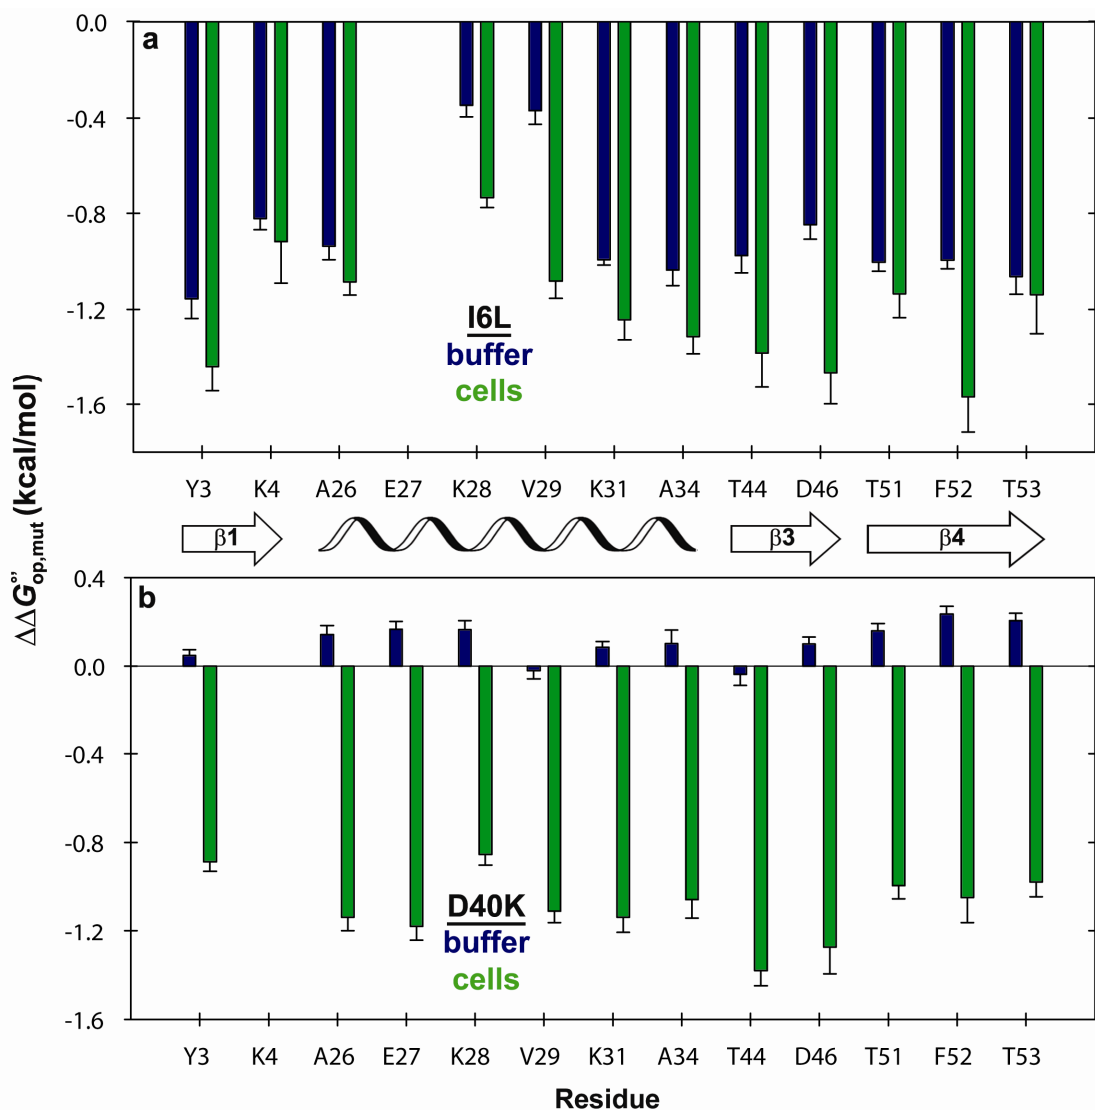 a
0.0
-0.4
-0.8
-1.2
-1.6
I6L
buffer
cells
Y3 K4 A26 E27 K28 V29 K31 A34 T44 D46 T51 F52 T53
β1 β3 β4
ΔΔG°′op,mut (kcal/mol)
b
0.4
0.0
-0.4
-0.8
-1.2
-1.6
D40K
buffer
cells
Y3 K4 A26 E27 K28 V29 K31 A34 T44 D46 T51 F52 T53
Residue